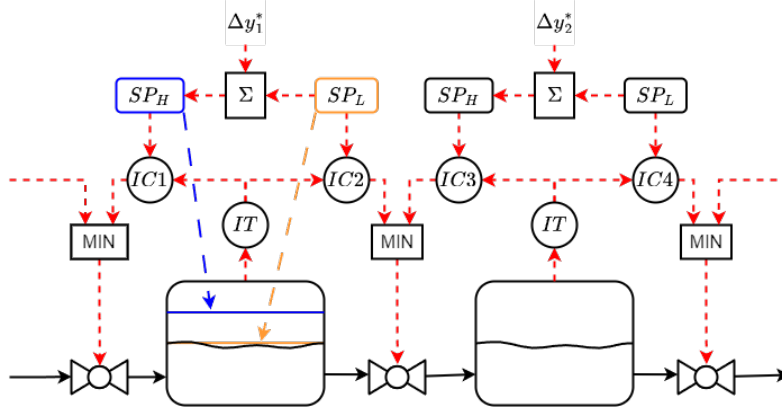 Δy₁* Δy₂*
SP_H Σ SP_L SP_H Σ SP_L
IC1 IC2 IC3 IC4
MIN IT MIN IT MIN